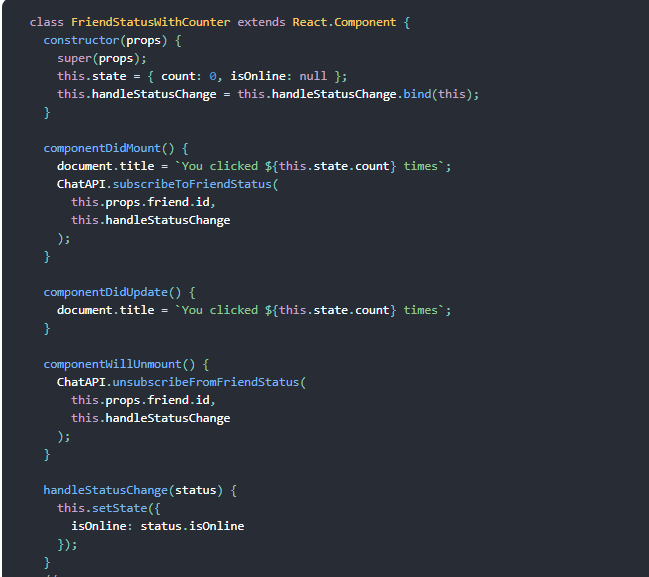 class FriendStatusWithCounter extends React.Component {
  constructor(props) {
    super(props);
    this.state = { count: 0, isOnline: null };
    this.handleStatusChange = this.handleStatusChange.bind(this);
  }

  componentDidMount() {
    document.title = `You clicked ${this.state.count} times`;
    ChatAPI.subscribeToFriendStatus(
      this.props.friend.id,
      this.handleStatusChange
    );
  }

  componentDidUpdate() {
    document.title = `You clicked ${this.state.count} times`;
  }

  componentWillUnmount() {
    ChatAPI.unsubscribeFromFriendStatus(
      this.props.friend.id,
      this.handleStatusChange
    );
  }

  handleStatusChange(status) {
    this.setState({
      isOnline: status.isOnline
    });
  }